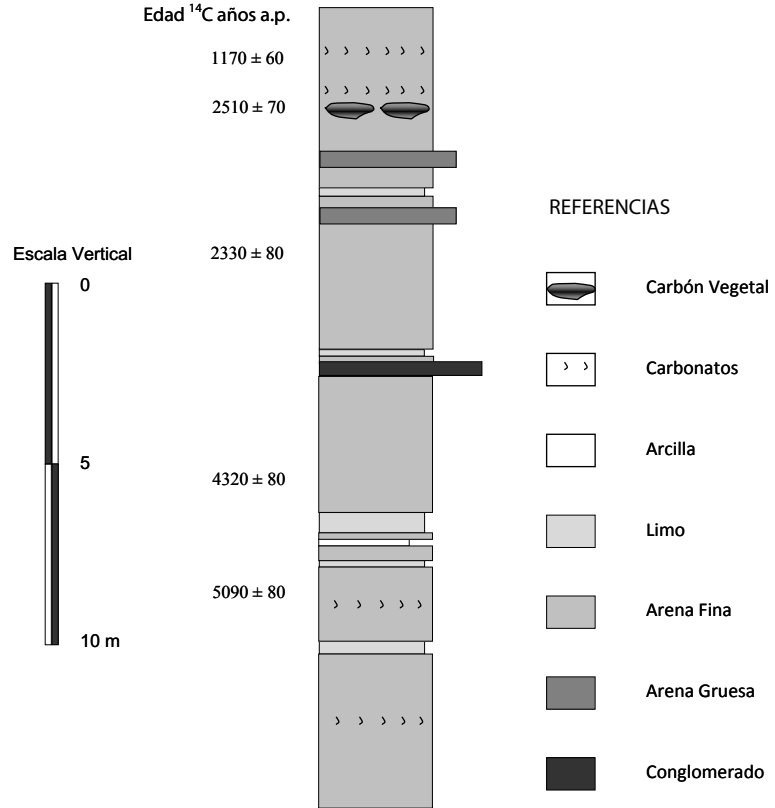 Edad ¹⁴C años a.p.
1170 ± 60
2510 ± 70
2330 ± 80
4320 ± 80
5090 ± 80
Escala Vertical
0
5
10 m
REFERENCIAS
Carbón Vegetal
Carbonatos
Arcilla
Limo
Arena Fina
Arena Gruesa
Conglomerado